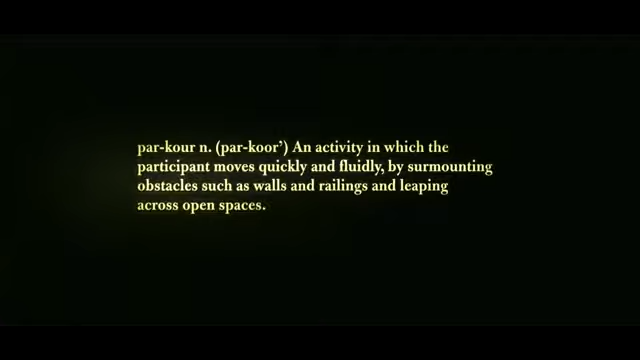 par-kour n. (par-koor’) An activity in which the
participant moves quickly and fluidly, by surmounting
obstacles such as walls and railings and leaping
across open spaces.